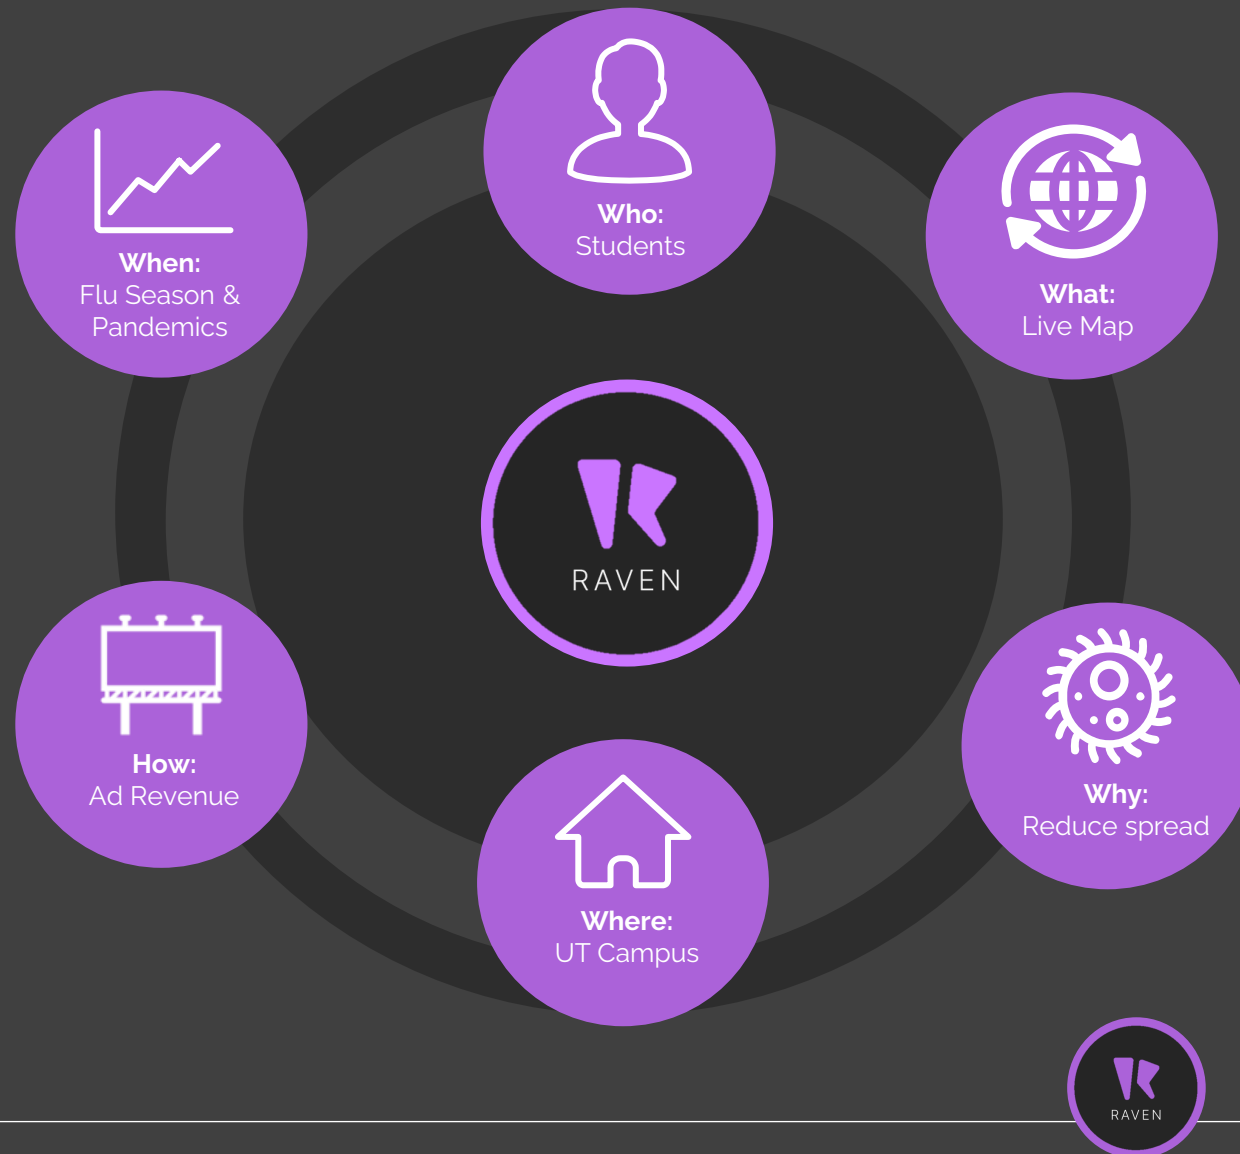 Who:
Students
When:
Flu Season &
Pandemics
What:
Live Map
RAVEN
How:
Ad Revenue
Why:
Reduce spread
Where:
UT Campus
RAVEN